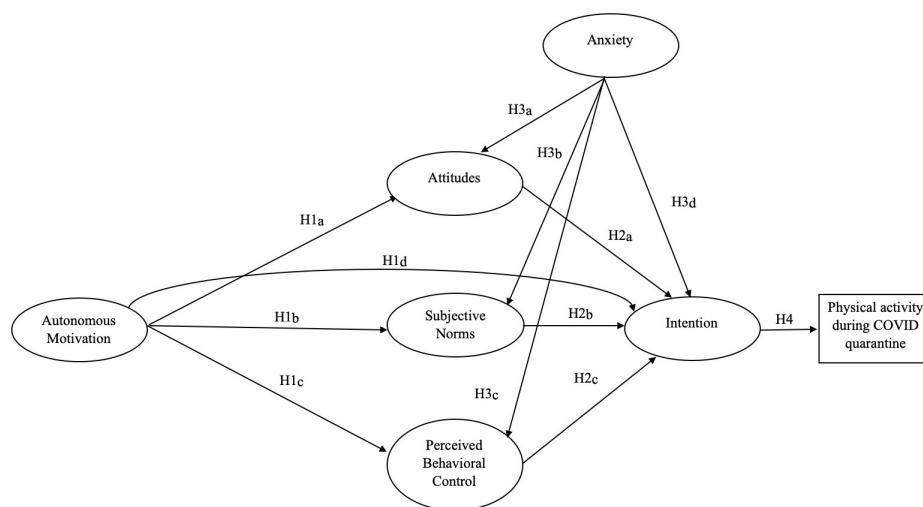 Anxiety
H3a
H3b
Attitudes
H3d
H1a
H2a
H1d
Autonomous
Motivation
H1b
Subjective
Norms
H2b
Intention
H4
Physical activity
during COVID
quarantine
H1c
H2c
H3c
Perceived
Behavioral
Control